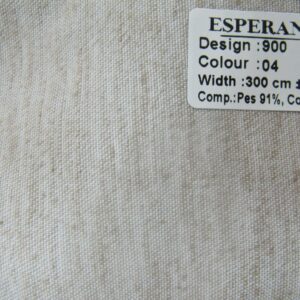 ESPERAN
Design :900
Colour :04
Width :300 cm ±
Comp.:Pes 91%, Co